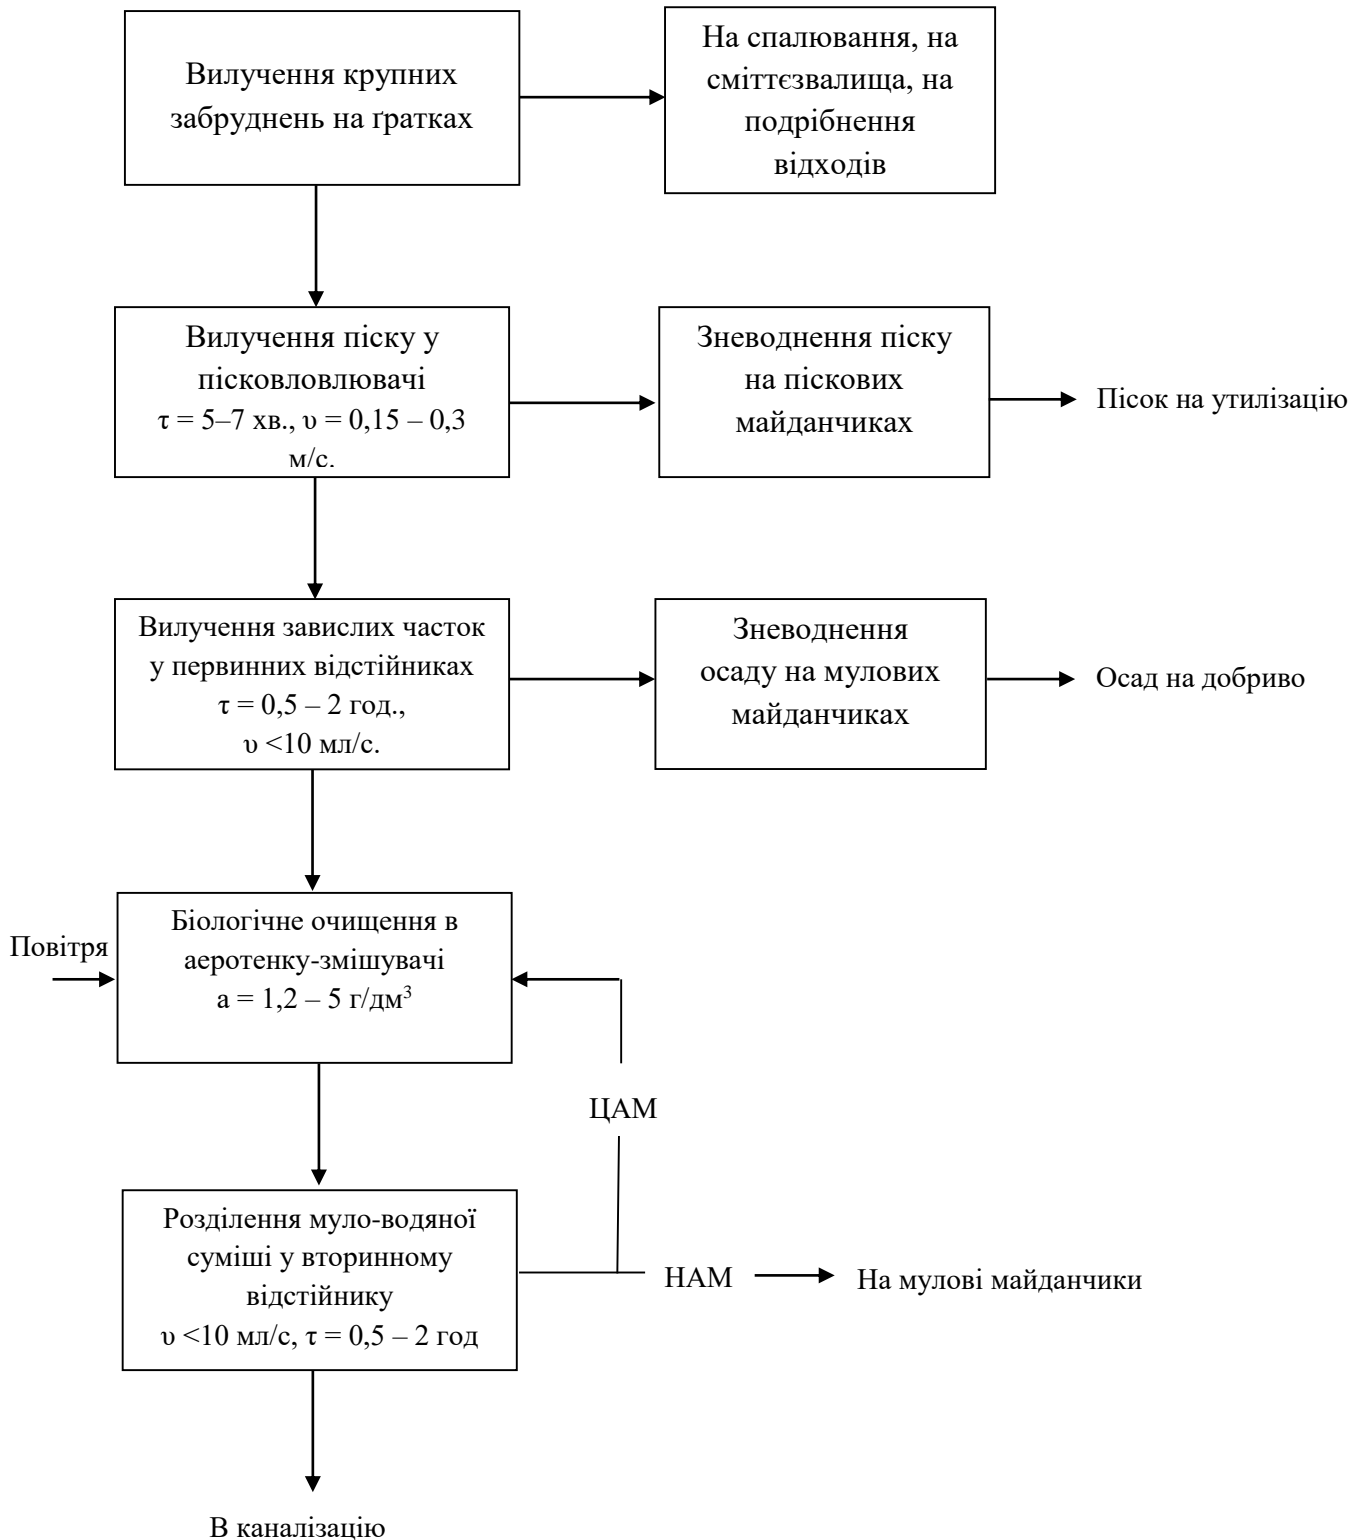 Вилучення крупних
забруднень на ґратках
На спалювання, на
сміттєзвалища, на
подрібнення
відходів
Вилучення піску у
пісковловлювачі
τ = 5–7 хв., υ = 0,15 – 0,3
м/с.
Зневоднення піску
на піскових
майданчиках
Пісок на утилізацію
Вилучення завислих часток
у первинних відстійниках
τ = 0,5 – 2 год.,
υ <10 мл/с.
Зневоднення
осаду на мулових
майданчиках
Осад на добриво
Повітря
Біологічне очищення в
аеротенку-змішувачі
а = 1,2 – 5 г/дм³
ЦАМ
Розділення муло-водяної
суміші у вторинному
відстійнику
υ <10 мл/с, τ = 0,5 – 2 год
НАМ
На мулові майданчики
В каналізацію